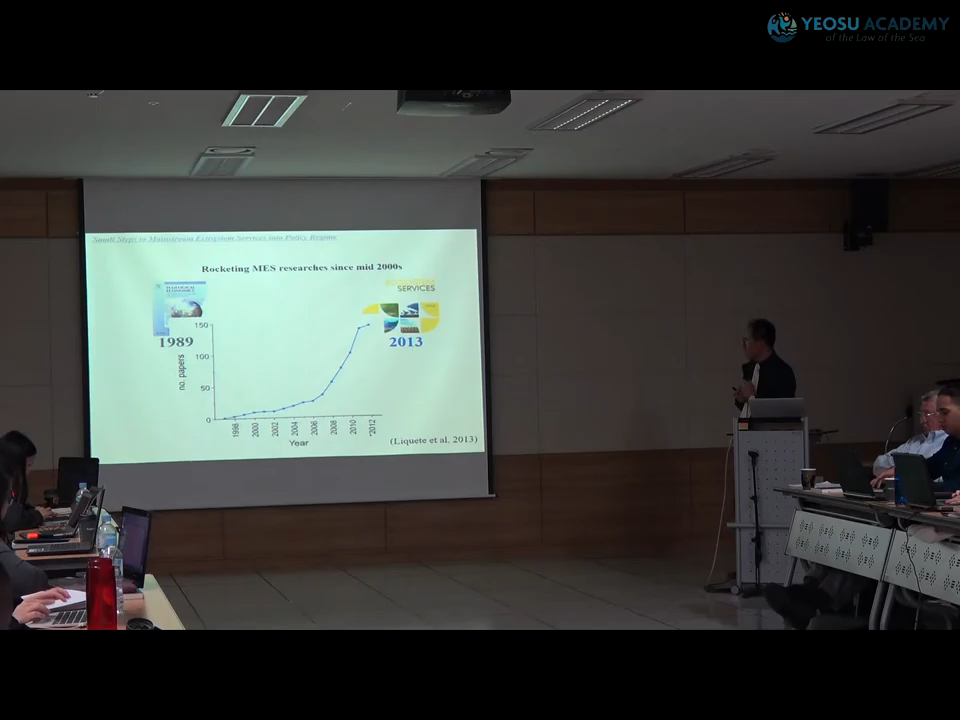 YEOSU ACADEMY
of the Law of the Sea
Small Steps to Mainstream Ecosystem Services into Policy Regime
Rocketing MES researches since mid 2000s
ECOLOGICAL
ECONOMICS
SERVICES
1989
2013
no. papers
150
100
50
0
1998
2000
2002
2004
2006
2008
2010
*2012
Year
(Liquete et al, 2013)